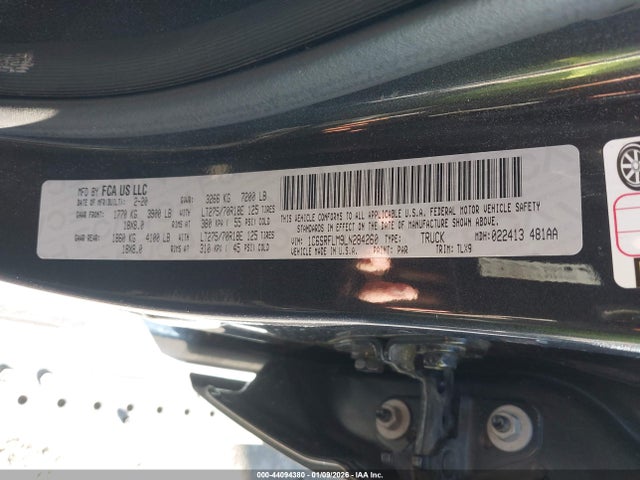 MFD BY FCA US LLC
DATE OF MFR/BUILT: 2-20 GVWR: 3266 KG 7200 LB
GAWR FRONT: 1770 KG 3900 LB WITH LT275/70R18E 125 TIRES
18X8.0 RIMS AT 380 KPA / 55 PSI COLD
GAWR REAR: 1860 KG 4100 LB WITH LT275/70R18E 125 TIRES
18X8.0 RIMS AT 310 KPA / 45 PSI COLD
THIS VEHICLE CONFORMS TO ALL APPLICABLE U.S.A. FEDERAL MOTOR VEHICLE SAFETY
STANDARDS IN EFFECT ON THE DATE OF MANUFACTURE SHOWN ABOVE.
VIN: 1C6SRFLM9LN284260 TYPE: TRUCK MDH: 022413 481AA
VEHICLE MADE IN U.S.A. PAINT: PAR TRIM: TLX9
000-44094380 - 01/09/2026 - IAA Inc.